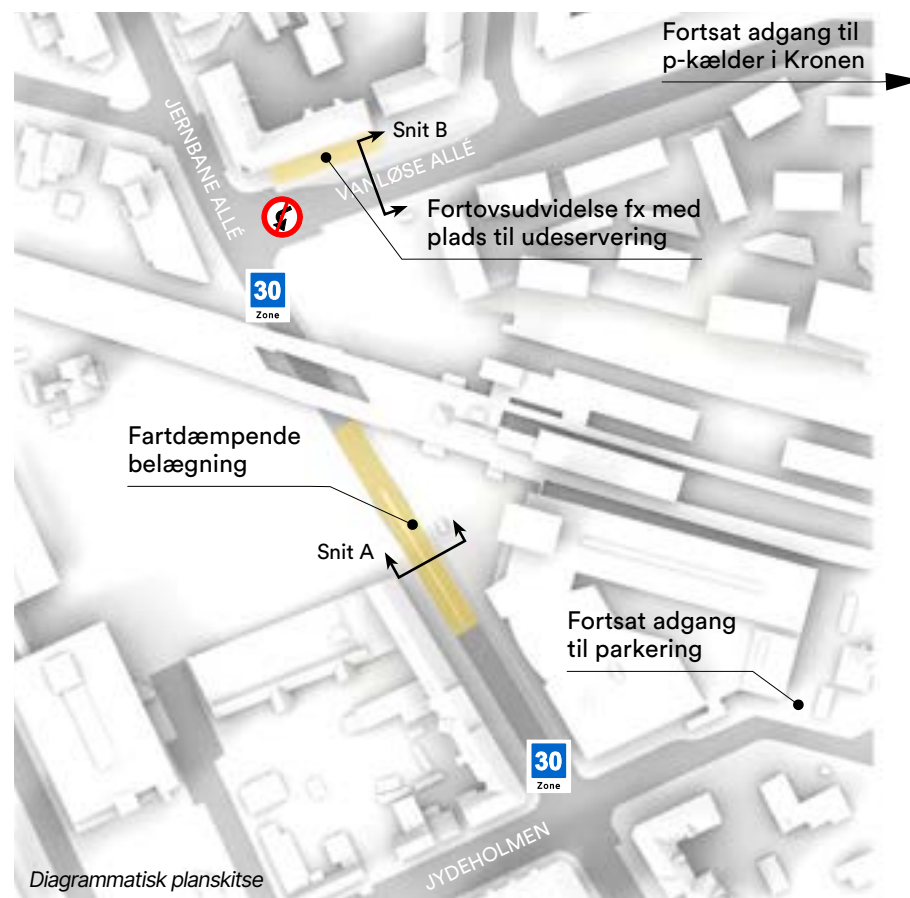 Fortsat adgang til
p-kælder i Kronen
JERNBANE ALLÉ
Snit B
VANLØSE ALLÉ
Fortovsudvidelse fx med
plads til udeservering
30
Zone
Fartdæmpende
belægning
Snit A
Fortsat adgang
til parkering
30
Zone
JYDEHOLMEN
Diagrammatisk planskitse